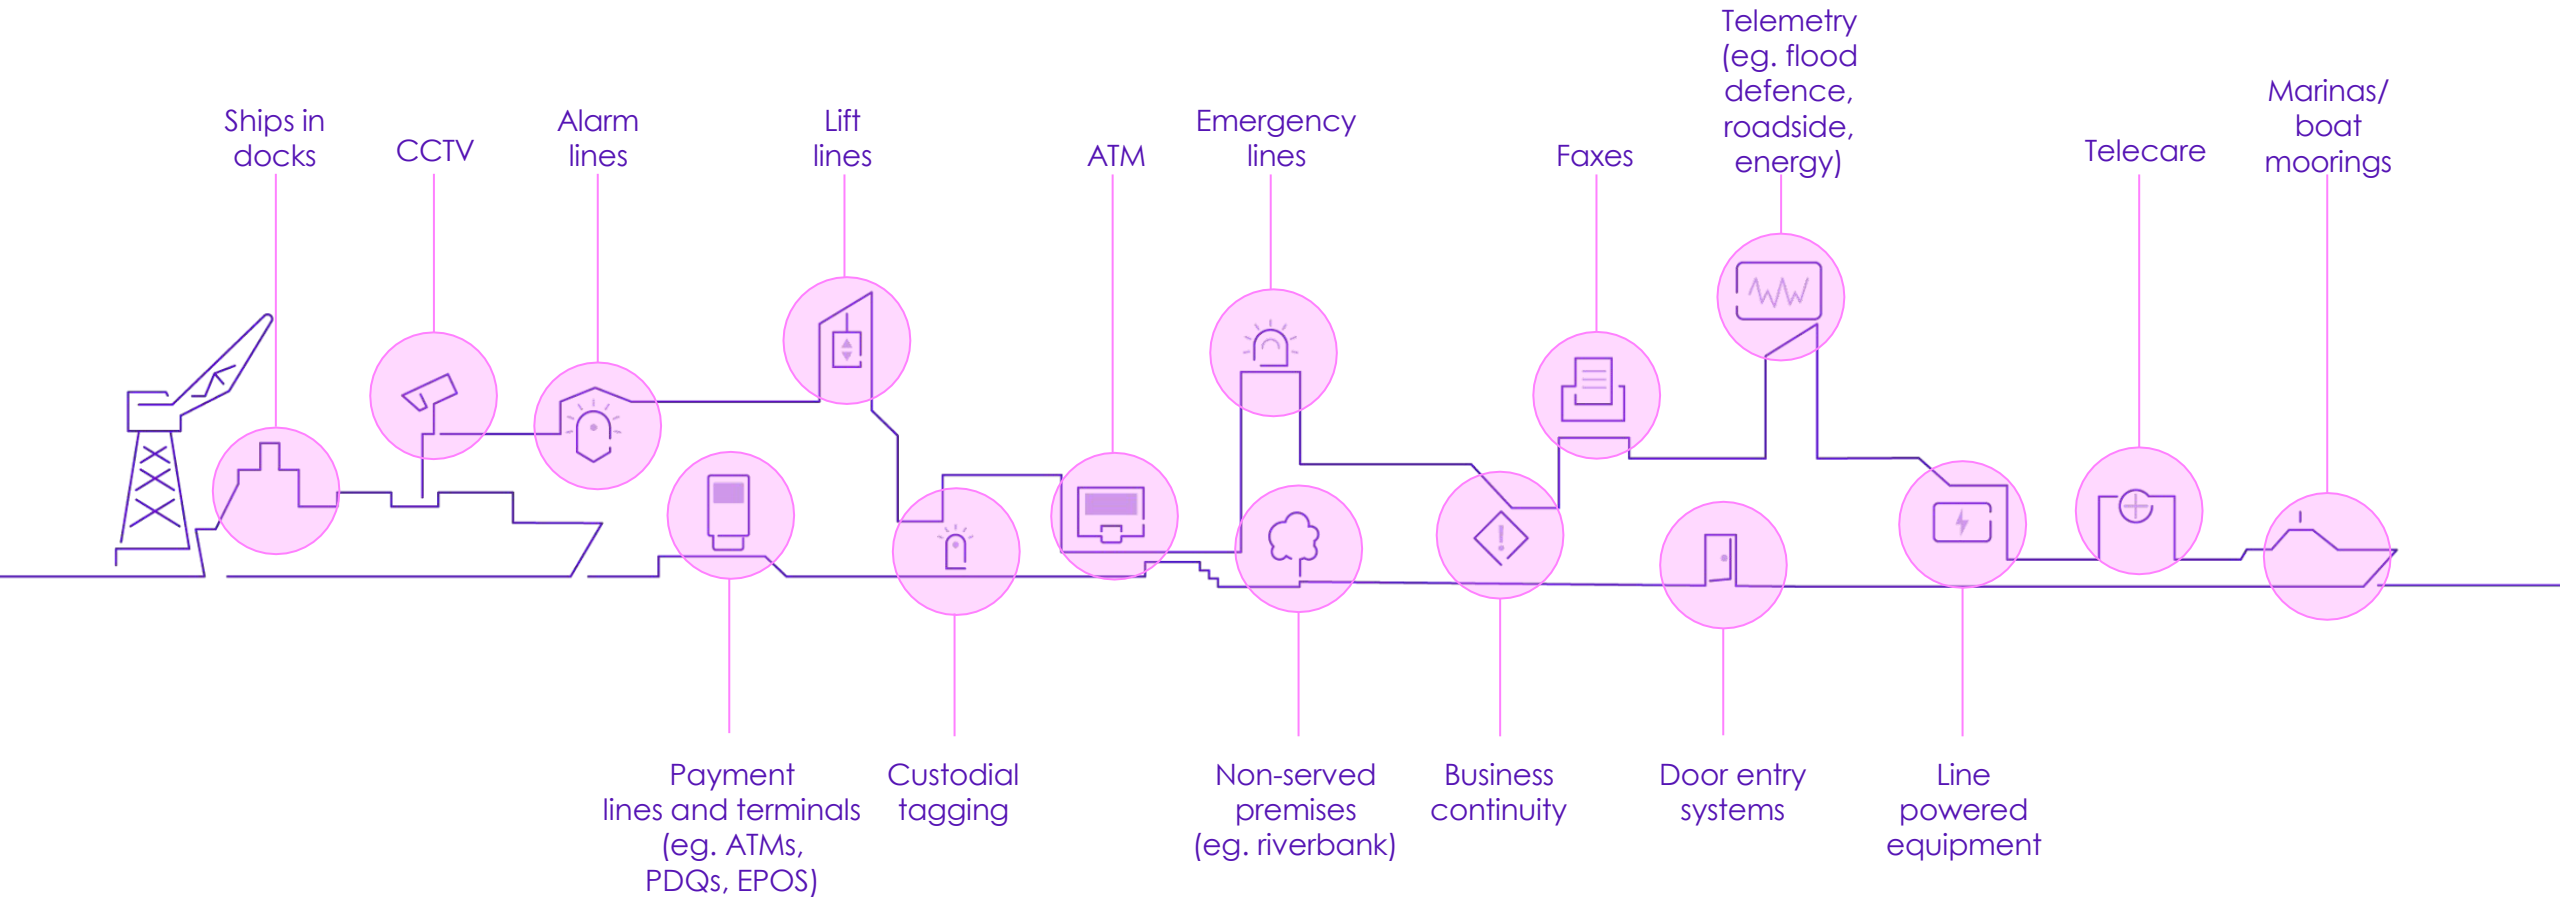 Ships in
docks
CCTV
Alarm
lines
Lift
lines
ATM
Emergency
lines
Faxes
Telemetry
(eg. flood
defence,
roadside,
energy)
Telecare
Marinas/
boat
moorings
Payment
lines and terminals
(eg. ATMs,
PDQs, EPOS)
Custodial
tagging
Non-served
premises
(eg. riverbank)
Business
continuity
Door entry
systems
Line
powered
equipment